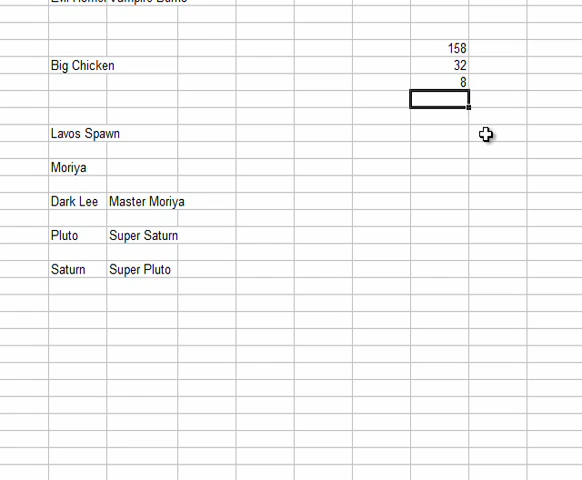 158
Big Chicken 32
8
Lavos Spawn
Moriya
Dark Lee Master Moriya
Pluto Super Saturn
Saturn Super Pluto